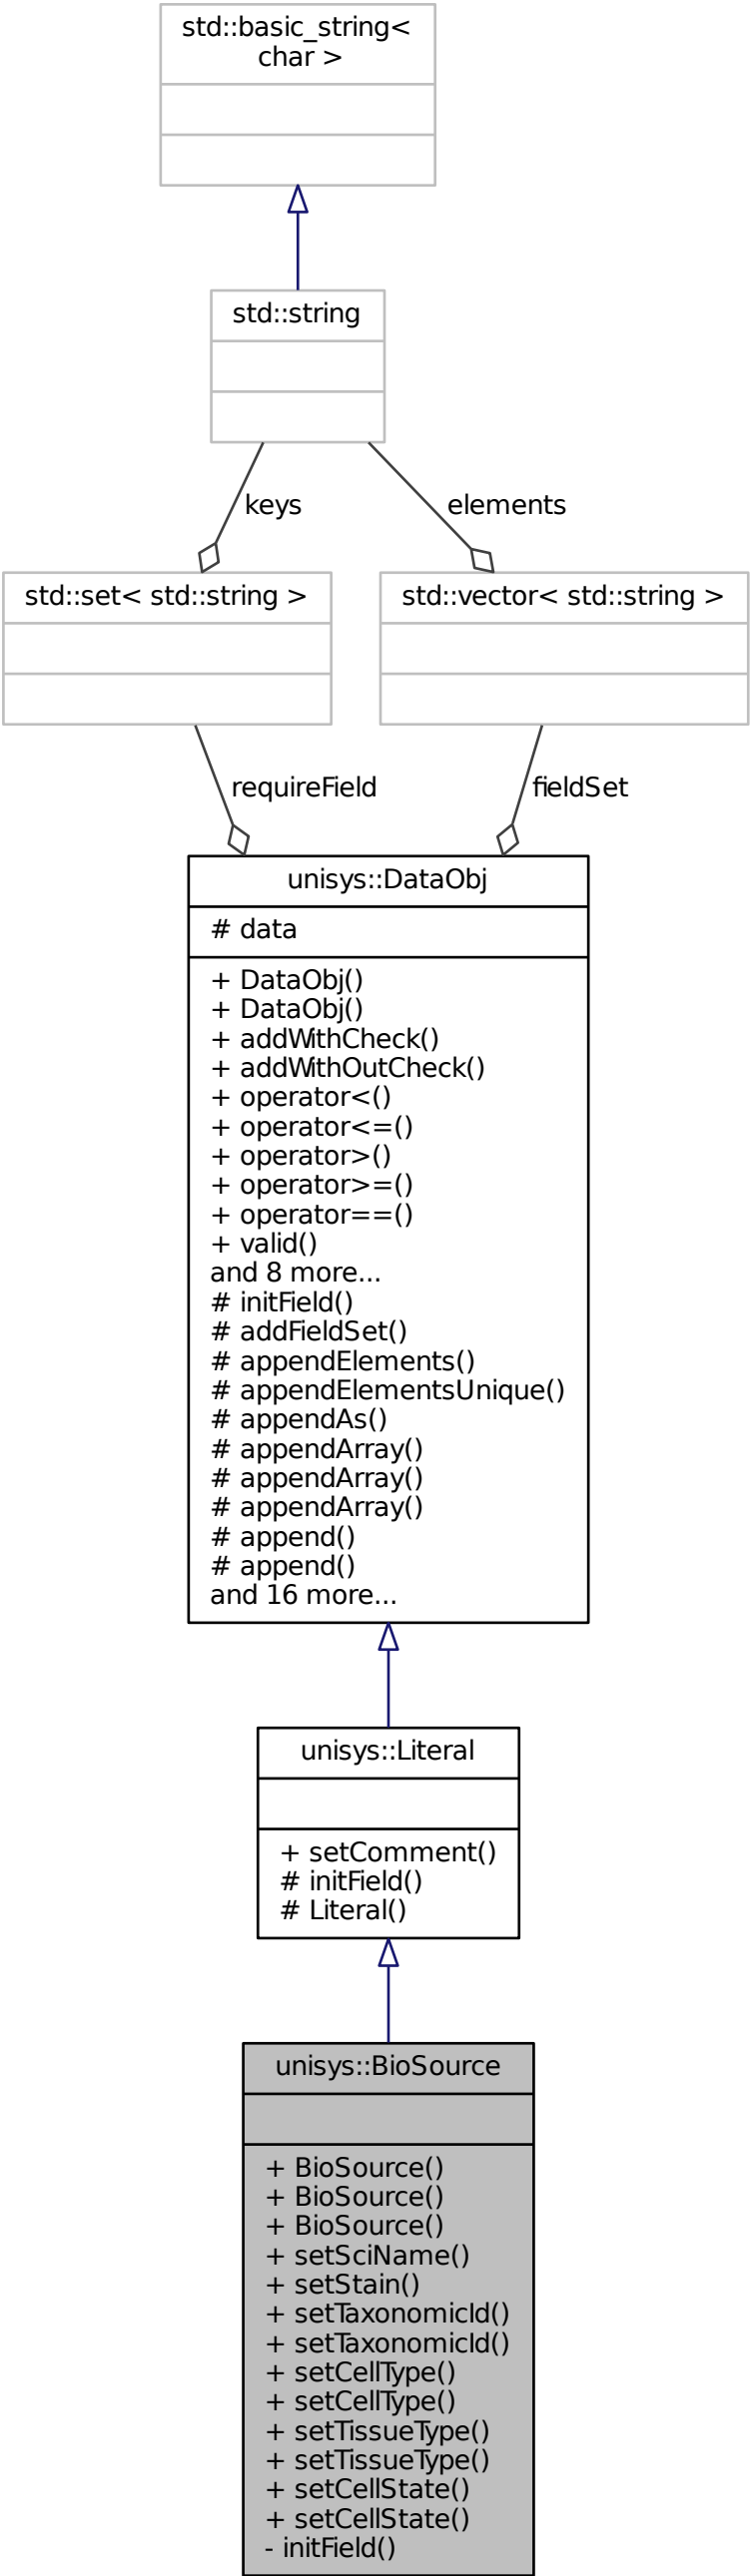 std::basic_string<
char >
std::string
keys
elements
std::set< std::string >
std::vector< std::string >
requireField
fieldSet
unisys::DataObj
# data
+ DataObj()
+ DataObj()
+ addWithCheck()
+ addWithOutCheck()
+ operator<()
+ operator<=()
+ operator>()
+ operator>=()
+ operator==()
+ valid()
and 8 more...
# initField()
# addFieldSet()
# appendElements()
# appendElementsUnique()
# appendAs()
# appendArray()
# appendArray()
# appendArray()
# append()
# append()
and 16 more...
unisys::Literal
+ setComment()
# initField()
# Literal()
unisys::BioSource
+ BioSource()
+ BioSource()
+ BioSource()
+ setSciName()
+ setStain()
+ setTaxonomicId()
+ setTaxonomicId()
+ setCellType()
+ setCellType()
+ setTissueType()
+ setTissueType()
+ setCellState()
+ setCellState()
- initField()